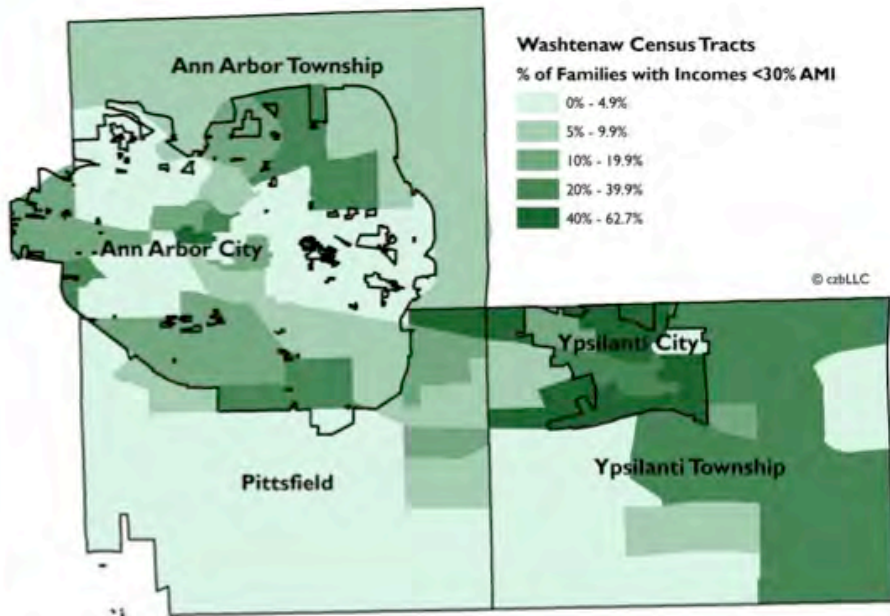 Ann Arbor Township
Washtenaw Census Tracts
% of Families with Incomes <30% AMI
0% - 4.9%
5% - 9.9%
10% - 19.9%
20% - 39.9%
40% - 62.7%
Ann Arbor City
© czbLLC
Ypsilanti City
Pittsfield
Ypsilanti Township